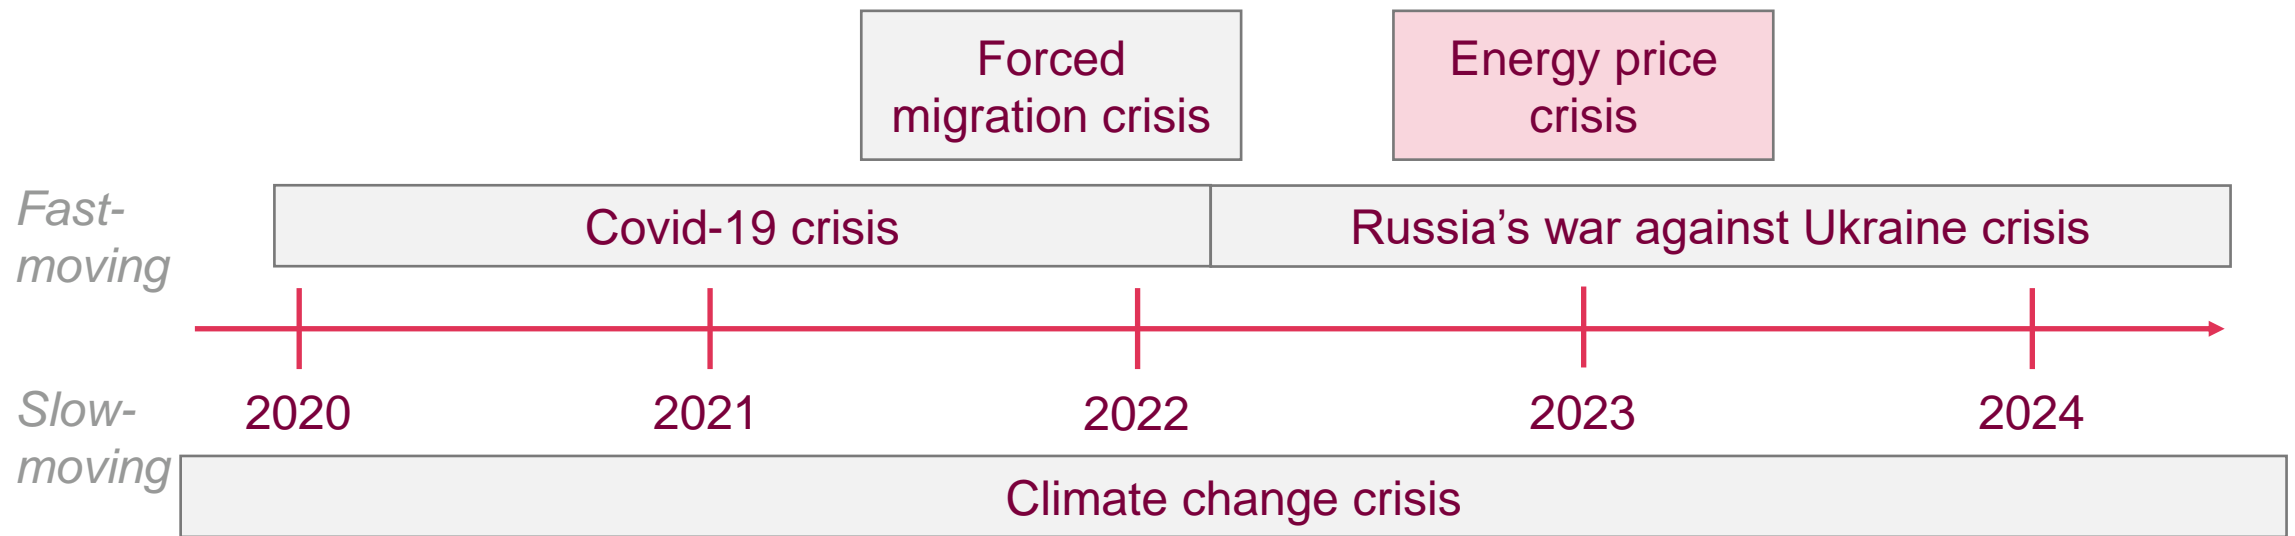 Forced
migration crisis
Energy price
crisis
Fast-
moving
Covid-19 crisis
Russia’s war against Ukraine crisis
Slow-
moving
2020
2021
2022
2023
2024
Climate change crisis